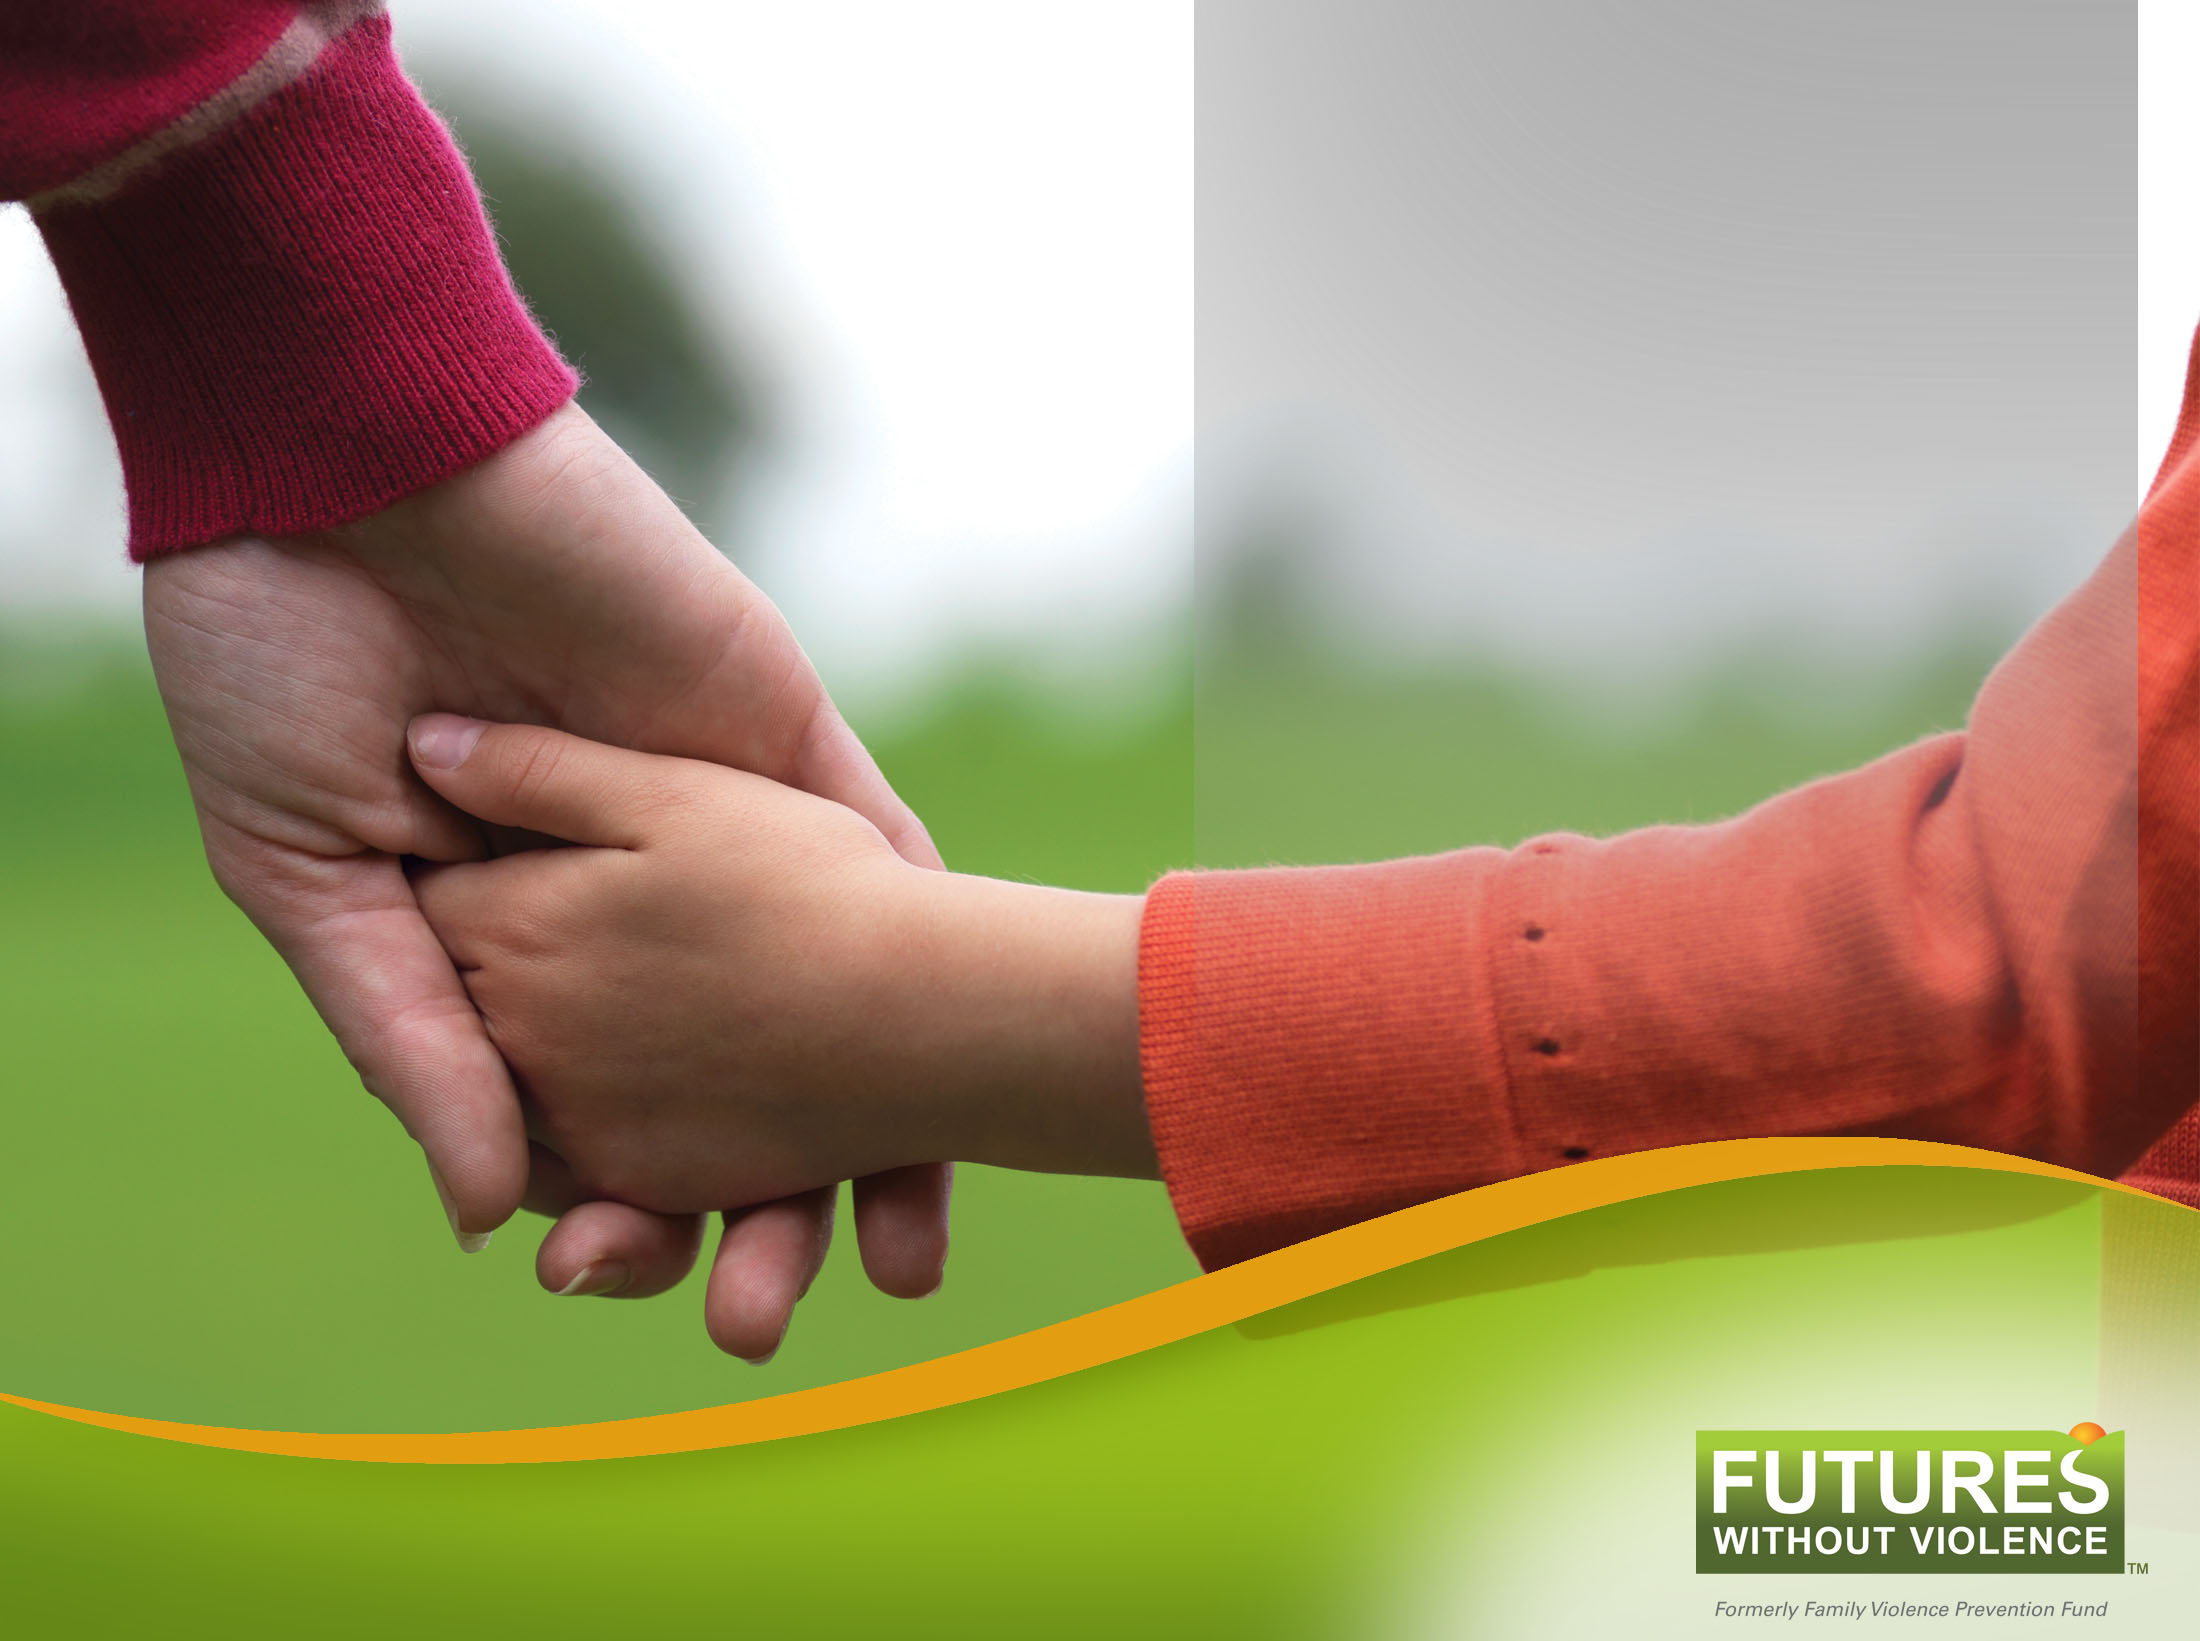 FUTURES
WITHOUT VIOLENCE
TM
Formerly Family Violence Prevention Fund